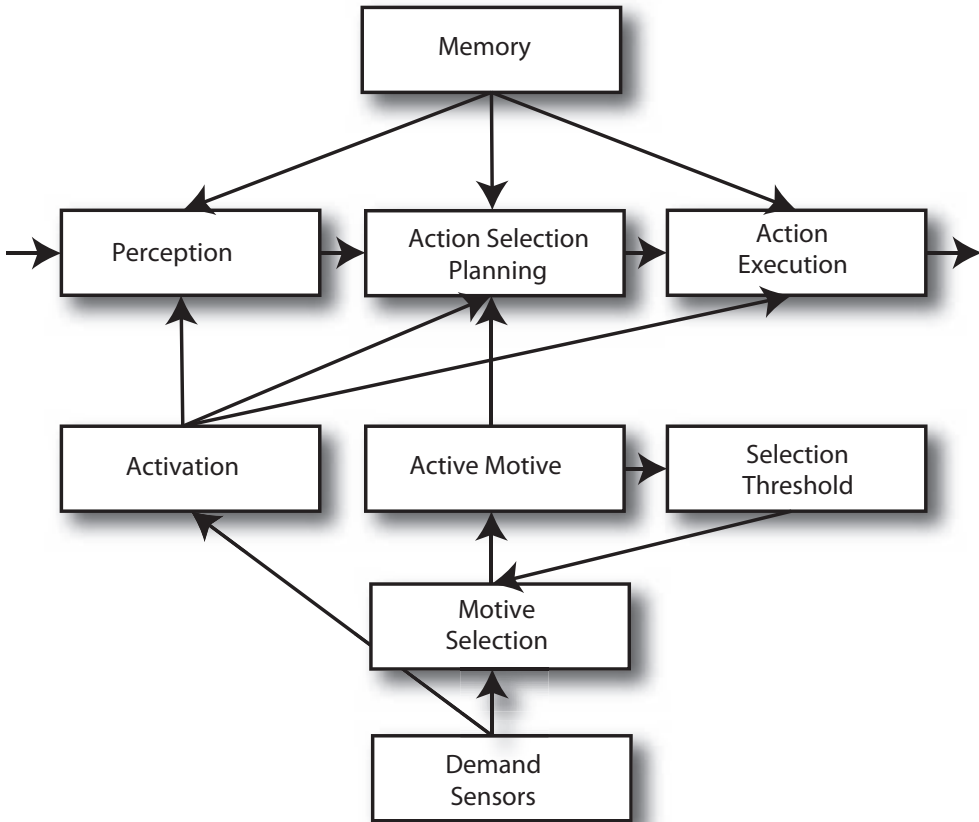 Memory
Perception
Action Selection
Planning
Action
Execution
Activation
Active Motive
Selection
Threshold
Motive
Selection
Demand
Sensors